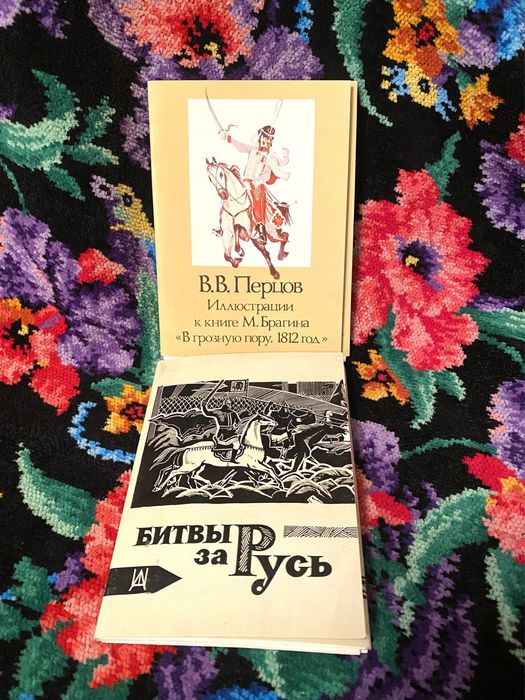 В.В. Перцов
Иллюстрации
к книге М. Брагина
«В грозную пору. 1812 год»
БИТВЫ
за Русь